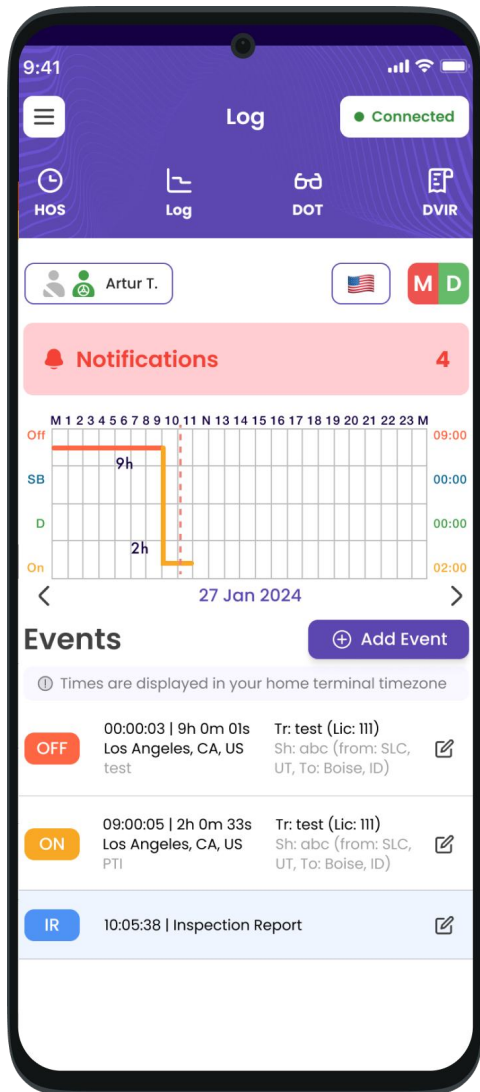 9:41
Log
Connected
HOS
Log
DOT
DVIR
Artur T.
M D
Notifications 4
M 1 2 3 4 5 6 7 8 9 10 11 N 13 14 15 16 17 18 19 20 21 22 23 M
Off 09:00
9h
SB 00:00
D 00:00
2h
On 02:00
27 Jan 2024
Events
Add Event
Times are displayed in your home terminal timezone
OFF
00:00:03 | 9h 0m 01s
Los Angeles, CA, US
test
Tr: test (Lic: 111)
Sh: abc (from: SLC,
UT, To: Boise, ID)
ON
09:00:05 | 2h 0m 33s
Los Angeles, CA, US
PTI
Tr: test (Lic: 111)
Sh: abc (from: SLC,
UT, To: Boise, ID)
IR
10:05:38 | Inspection Report